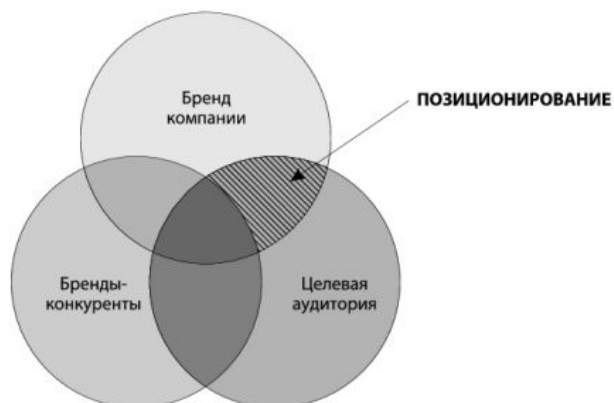 Бренд
компании
ПОЗИЦИОНИРОВАНИЕ
Бренды-
конкуренты
Целевая
аудитория